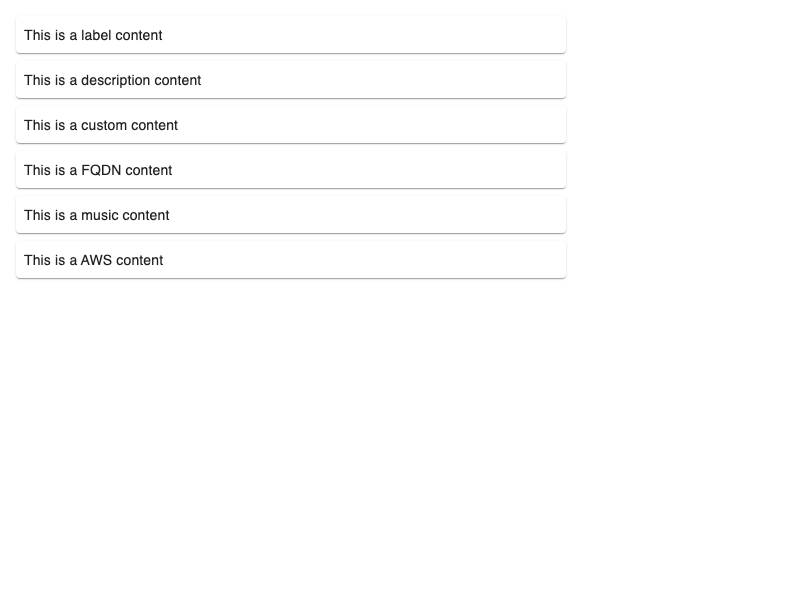 This is a label content
This is a description content
This is a custom content
This is a FQDN content
This is a music content
This is a AWS content